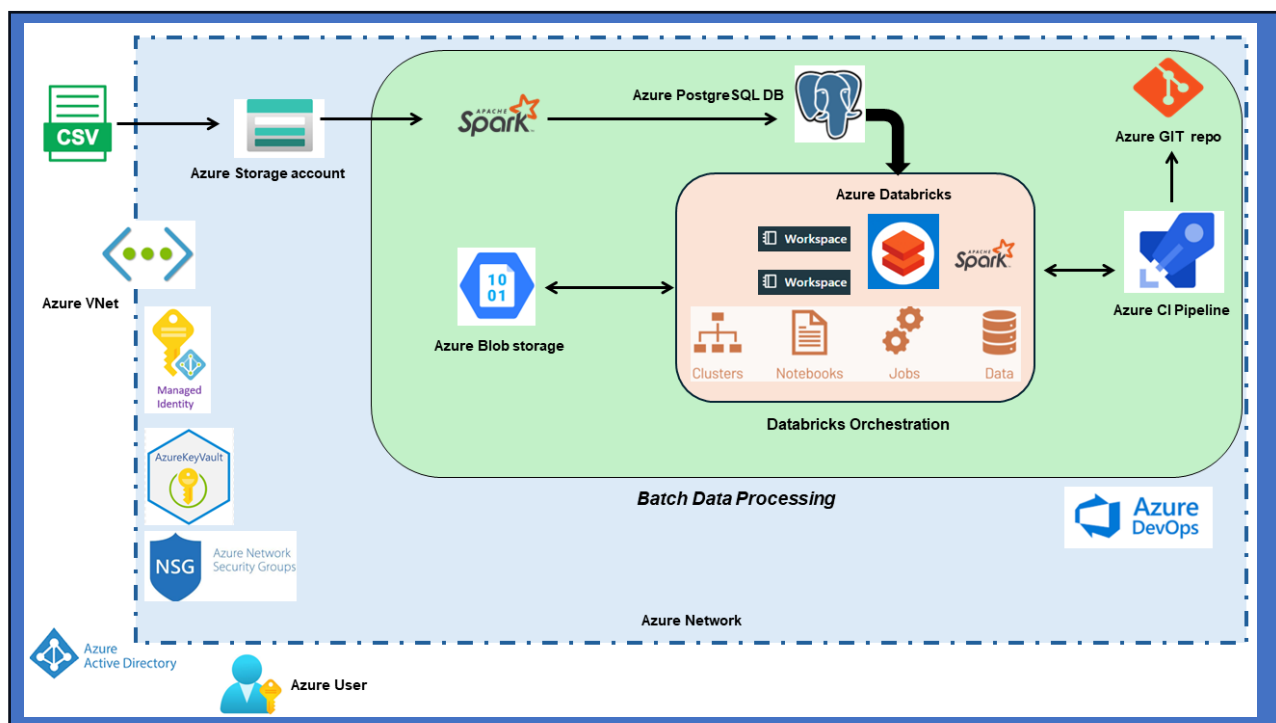 CSV
Azure Storage account
APACHE
Spark
Azure PostgreSQL DB
Azure GIT repo
Azure Databricks
Workspace
Workspace
APACHE
Spark
Clusters
Notebooks
Jobs
Data
Databricks Orchestration
10
01
Azure Blob storage
Azure CI Pipeline
Azure VNet
Managed
Identity
AzureKeyVault
NSG
Azure Network
Security Groups
Batch Data Processing
Azure
DevOps
Azure Network
Azure
Active Directory
Azure User